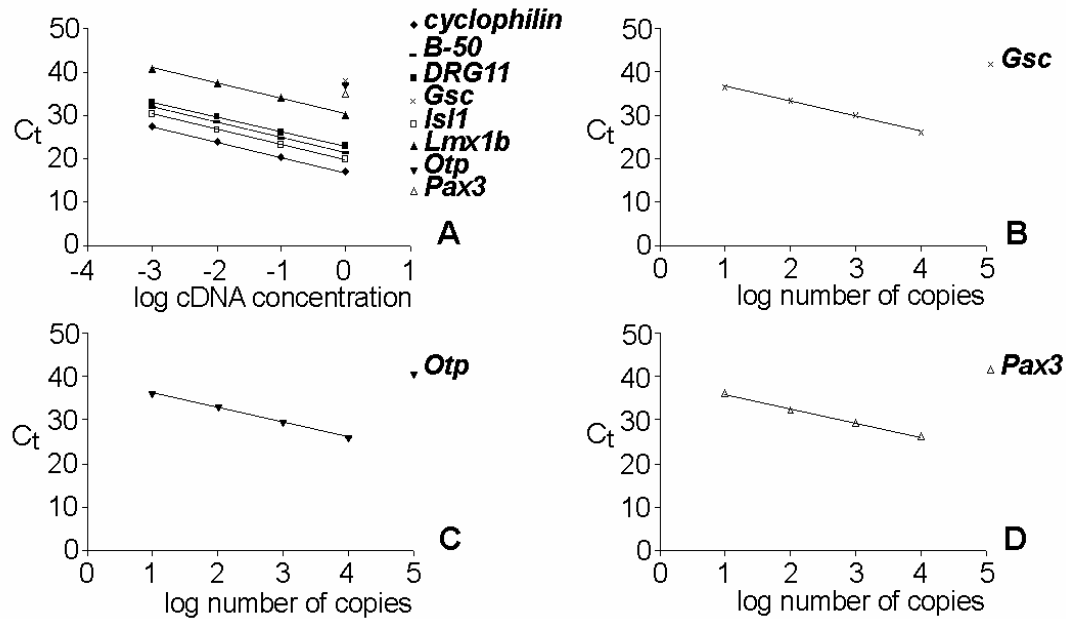 50
40
30
20
10
0
Ct
-4 -3 -2 -1 0 1
log cDNA concentration
cyclophilin
B-50
DRG11
Gsc
Isl1
Lmx1b
Otp
Pax3
A
50
40
30
20
10
0
Ct
0 1 2 3 4 5
log number of copies
Gsc
B
50
40
30
20
10
0
Ct
0 1 2 3 4 5
log number of copies
Otp
C
50
40
30
20
10
0
Ct
0 1 2 3 4 5
log number of copies
Pax3
D